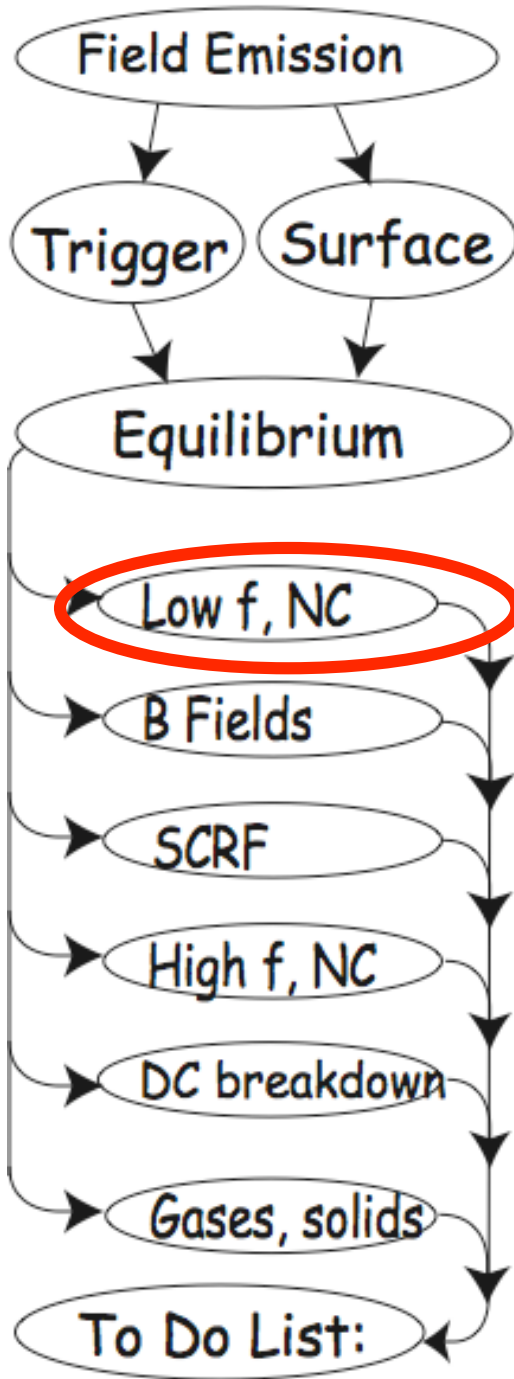 Field Emission
Trigger
Surface
Equilibrium
Low f, NC
B Fields
SCRF
High f, NC
DC breakdown
Gases, solids
To Do List: